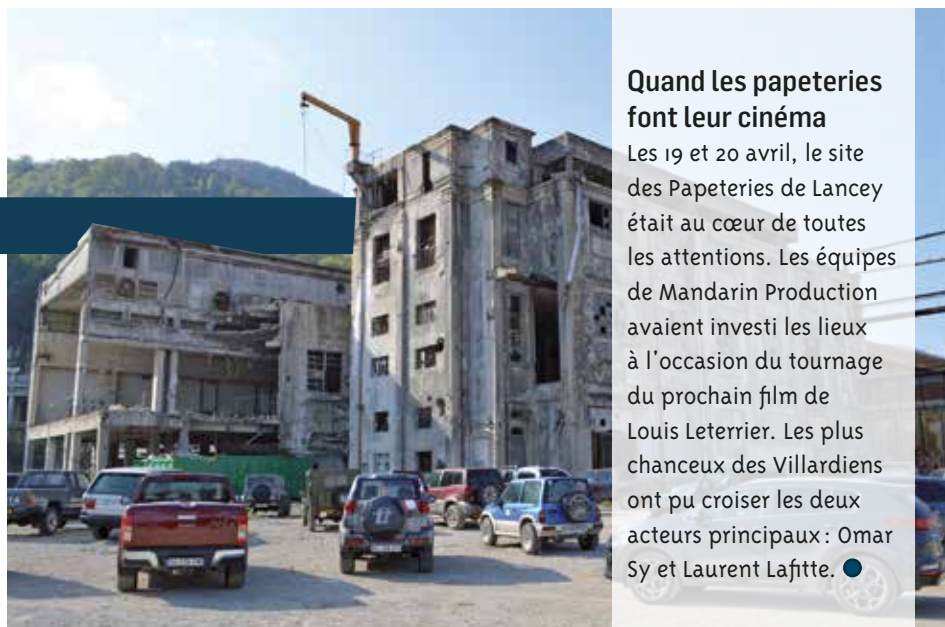 Quand les papeteries
font leur cinéma
Les 19 et 20 avril, le site
des Papeteries de Lancey
était au cœur de toutes
les attentions. Les équipes
de Mandarin Production
avaient investi les lieux
à l'occasion du tournage
du prochain film de
Louis Leterrier. Les plus
chanceux des Villardiens
ont pu croiser les deux
acteurs principaux : Omar
Sy et Laurent Lafitte.